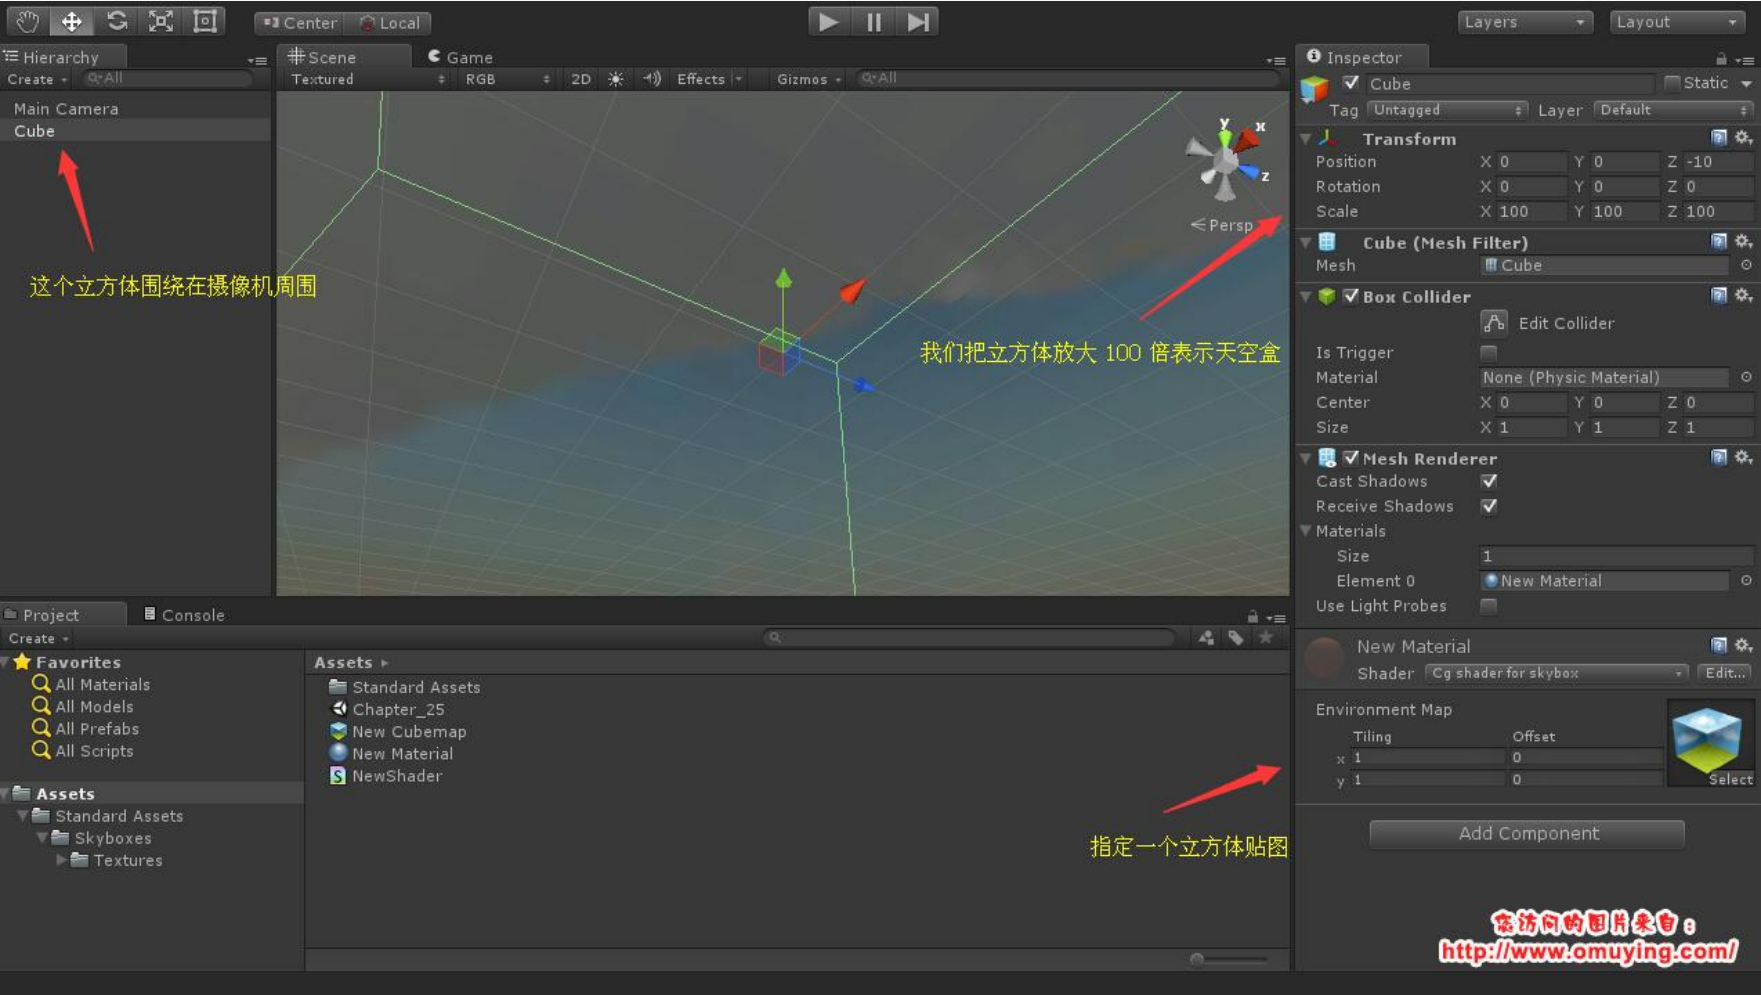 Center Local
Layers Layout
Hierarchy
Create All
Main Camera
Cube
这个立方体围绕在摄像机周围
Scene Game
Textured RGB 2D Effects Gizmos All
y x
z
Persp
我们把立方体放大 100 倍表示天空盒
Inspector
Cube Static
Tag Untagged Layer Default
Transform
Position X 0 Y 0 Z -10
Rotation X 0 Y 0 Z 0
Scale X 100 Y 100 Z 100
Cube (Mesh Filter)
Mesh Cube
Box Collider
Edit Collider
Is Trigger
Material None (Physic Material)
Center X 0 Y 0 Z 0
Size X 1 Y 1 Z 1
Mesh Renderer
Cast Shadows
Receive Shadows
Materials
Size 1
Element 0 New Material
Use Light Probes
New Material
Shader Cg shader for skybox Edit...
Environment Map
Tiling Offset
x 1 0
y 1 0
Select
Add Component
Project Console
Create
Favorites
All Materials
All Models
All Prefabs
All Scripts
Assets
Standard Assets
Skyboxes
Textures
Assets
Standard Assets
Chapter_25
New Cubemap
New Material
NewShader
指定一个立方体贴图
您访问的图片来自：
http://www.omuying.com/